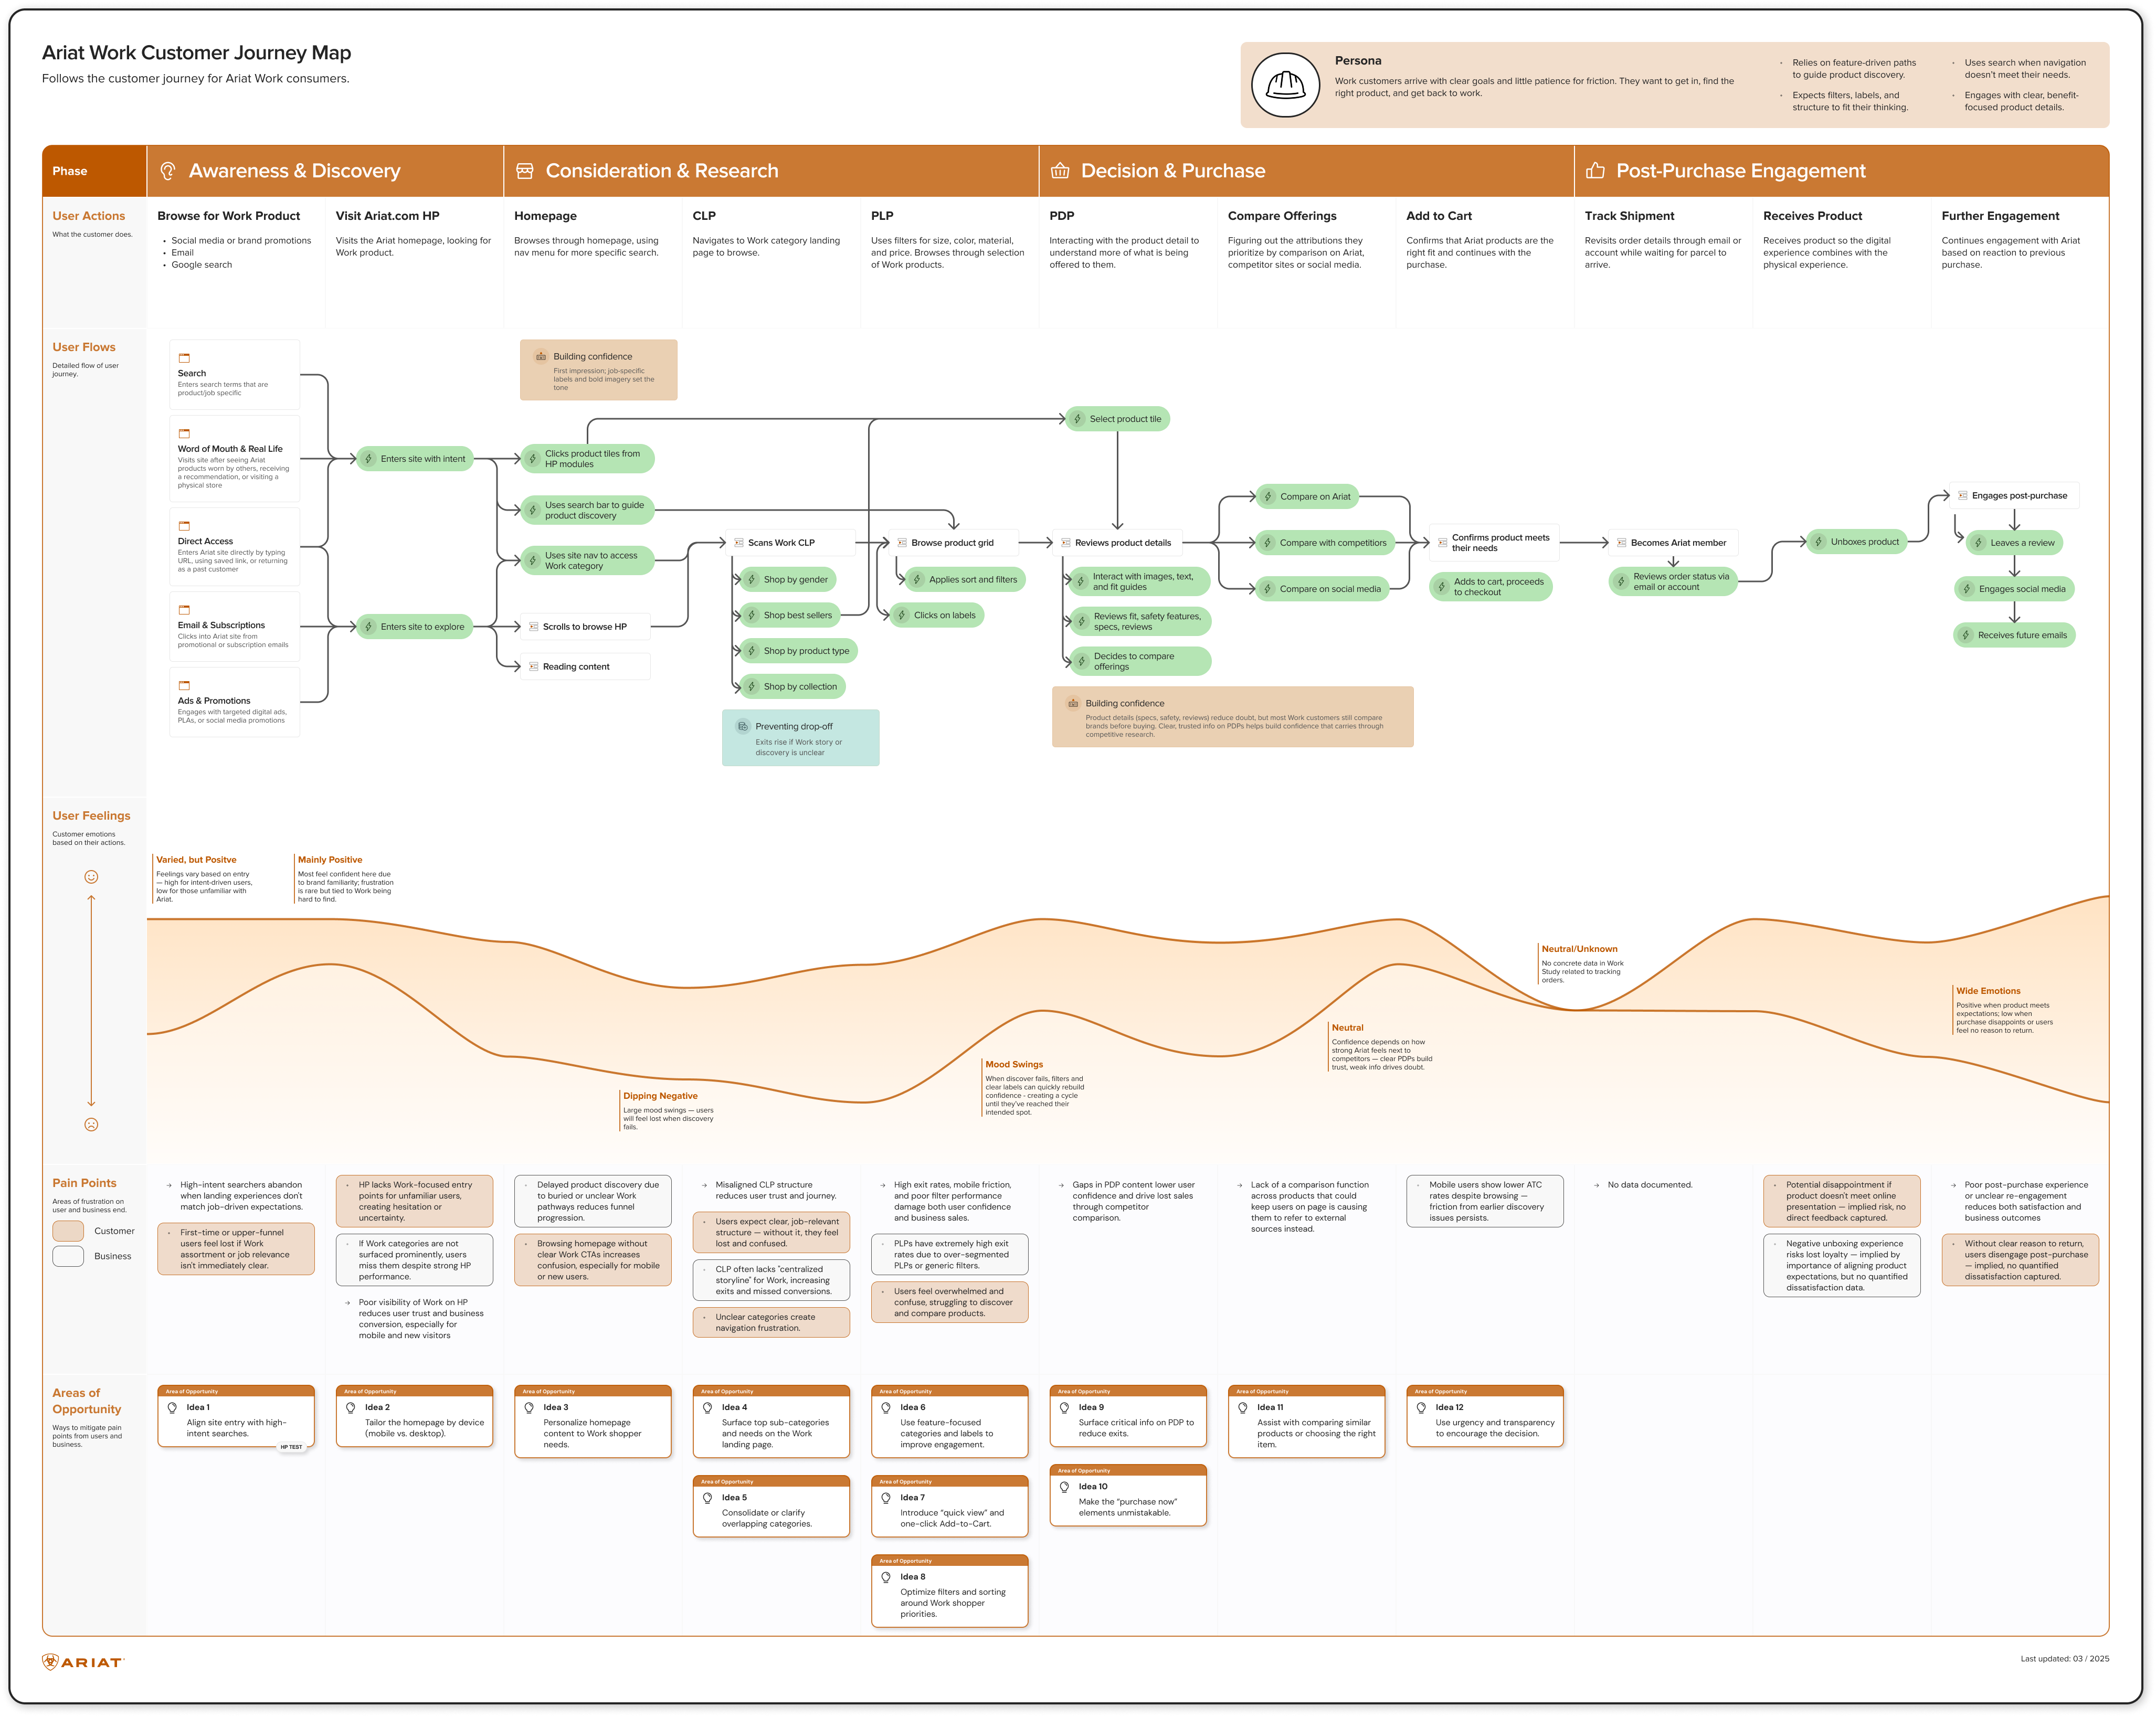 Ariat Work Customer Journey Map
Follows the customer journey for Ariat Work consumers.
Persona
Work customers arrive with clear goals and little patience for friction. They want to get in, find the
right product, and get back to work.
Relies on feature-driven paths
to guide product discovery.
Expects filters, labels, and
structure to fit their thinking.
Uses search when navigation
doesn't meet their needs.
Engages with clear, benefit-
focused product details.
Phase
Awareness & Discovery
Consideration & Research
Decision & Purchase
Post-Purchase Engagement
User Actions
What the customer does.
Browse for Work Product
• Social media or brand promotions
• Email
• Google search
Visit Ariat.com HP
Visits the Ariat homepage, looking for
Work product.
Homepage
Browses through homepage, using
nav menu for more specific search.
CLP
Navigates to Work category landing
page to browse.
PLP
Uses filters for size, color, material,
and price. Browses through selection
of Work products.
PDP
Interacting with the product detail to
understand more of what is being
offered to them.
Compare Offerings
Figuring out the attributions they
prioritize by comparison on Ariat,
competitor sites or social media.
Add to Cart
Confirms that Ariat products are the
right fit and continues with the
purchase.
Track Shipment
Revisits order details through email or
account while waiting for parcel to
arrive.
Receives Product
Receives product so the digital
experience combines with the
physical experience.
Further Engagement
Continues engagement with Ariat
based on reaction to previous
purchase.
User Flows
Detailed flow of user
journey.
Search
Enters search terms that are
product/job specific
Word of Mouth & Real Life
Visits site after seeing Ariat
products worn by others, receiving
a recommendation, or visiting a
physical store
Direct Access
Enters Ariat site directly by typing
URL, using saved link, or returning
as a past customer
Email & Subscriptions
Clicks into Ariat site from
promotional or subscription emails
Ads & Promotions
Engages with targeted digital ads,
PLAs, or social media promotions
Enters site with intent
Enters site to explore
Building confidence
First impression; job-specific
labels and bold imagery set the
tone
Clicks product tiles from
HP modules
Uses search bar to guide
product discovery
Uses site nav to access
Work category
Scrolls to browse HP
Reading content
Scans Work CLP
Shop by gender
Shop best sellers
Shop by product type
Shop by collection
Preventing drop-off
Exits rise if Work story or
discovery is unclear
Browse product grid
Applies sort and filters
Clicks on labels
Select product tile
Reviews product details
Interact with images, text,
and fit guides
Reviews fit, safety features,
specs, reviews
Decides to compare
offerings
Building confidence
Product details (specs, safety, reviews) reduce doubt, but most Work customers still compare
brands before buying. Clear, trusted info on PDPs helps build confidence that carries through
competitive research.
Compare on Ariat
Compare with competitiors
Compare on social media
Confirms product meets
their needs
Adds to cart, proceeds
to checkout
Becomes Ariat member
Reviews order status via
email or account
Unboxes product
Engages post-purchase
Leaves a review
Engages social media
Receives future emails
User Feelings
Customer emotions
based on their actions.
Varied, but Positve
Feelings vary based on entry
— high for intent-driven users,
low for those unfamiliar with
Ariat.
Mainly Positive
Most feel confident here due
to brand familiarity; frustration
is rare but tied to Work being
hard to find.
Dipping Negative
Large mood swings — users
will feel lost when discovery
fails.
Mood Swings
When discover fails, filters and
clear labels can quickly rebuild
confidence - creating a cycle
until they've reached their
intended spot.
Neutral
Confidence depends on how
strong Ariat feels next to
competitors — clear PDPs build
trust, weak info drives doubt.
Neutral/Unknown
No concrete data in Work
Study related to tracking
orders.
Wide Emotions
Positive when product meets
expectations; low when
purchase disappoints or users
feel no reason to return.
Pain Points
Areas of frustration on
user and business end.
Customer
Business
→ High-intent searchers abandon
when landing experiences don't
match job-driven expectations.
First-time or upper-funnel
users feel lost if Work
assortment or job relevance
isn't immediately clear.
HP lacks Work-focused entry
points for unfamiliar users,
creating hesitation or
uncertainty.
If Work categories are not
surfaced prominently, users
miss them despite strong HP
performance.
→ Poor visibility of Work on HP
reduces user trust and business
conversion, especially for
mobile and new visitors
Delayed product discovery due
to buried or unclear Work
pathways reduces funnel
progression.
Browsing homepage without
clear Work CTAs increases
confusion, especially for mobile
or new users.
→ Misaligned CLP structure
reduces user trust and journey.
Users expect clear, job-relevant
structure — without it, they feel
lost and confused.
CLP often lacks "centralized
storyline" for Work, increasing
exits and missed conversions.
Unclear categories create
navigation frustration.
→ High exit rates, mobile friction,
and poor filter performance
damage both user confidence
and business sales.
PLPs have extremely high exit
rates due to over-segmented
PLPs or generic filters.
Users feel overwhelmed and
confuse, struggling to discover
and compare products.
→ Gaps in PDP content lower user
confidence and drive lost sales
through competitor
comparison.
→ Lack of a comparison function
across products that could
keep users on page is causing
them to refer to external
sources instead.
Mobile users show lower ATC
rates despite browsing —
friction from earlier discovery
issues persists.
→ No data documented.
Potential disappointment if
product doesn't meet online
presentation — implied risk, no
direct feedback captured.
Negative unboxing experience
risks lost loyalty — implied by
importance of aligning product
expectations, but no quantified
dissatisfaction data.
→ Poor post-purchase experience
or unclear re-engagement
reduces both satisfaction and
business outcomes
Without clear reason to return,
users disengage post-purchase
— implied, no quantified
dissatisfaction captured.
Areas of
Opportunity
Ways to mitigate pain
points from users and
business.
Area of Opportunity
Idea 1
Align site entry with high-
intent searches.
HP TEST
Area of Opportunity
Idea 2
Tailor the homepage by device
(mobile vs. desktop).
Area of Opportunity
Idea 3
Personalize homepage
content to Work shopper
needs.
Area of Opportunity
Idea 4
Surface top sub-categories
and needs on the Work
landing page.
Area of Opportunity
Idea 5
Consolidate or clarify
overlapping categories.
Area of Opportunity
Idea 6
Use feature-focused
categories and labels to
improve engagement.
Area of Opportunity
Idea 7
Introduce "quick view" and
one-click Add-to-Cart.
Area of Opportunity
Idea 8
Optimize filters and sorting
around Work shopper
priorities.
Area of Opportunity
Idea 9
Surface critical info on PDP to
reduce exits.
Area of Opportunity
Idea 10
Make the "purchase now"
elements unmistakable.
Area of Opportunity
Idea 11
Assist with comparing similar
products or choosing the right
item.
Area of Opportunity
Idea 12
Use urgency and transparency
to encourage the decision.
ARIAT
Last updated: 03 / 2025